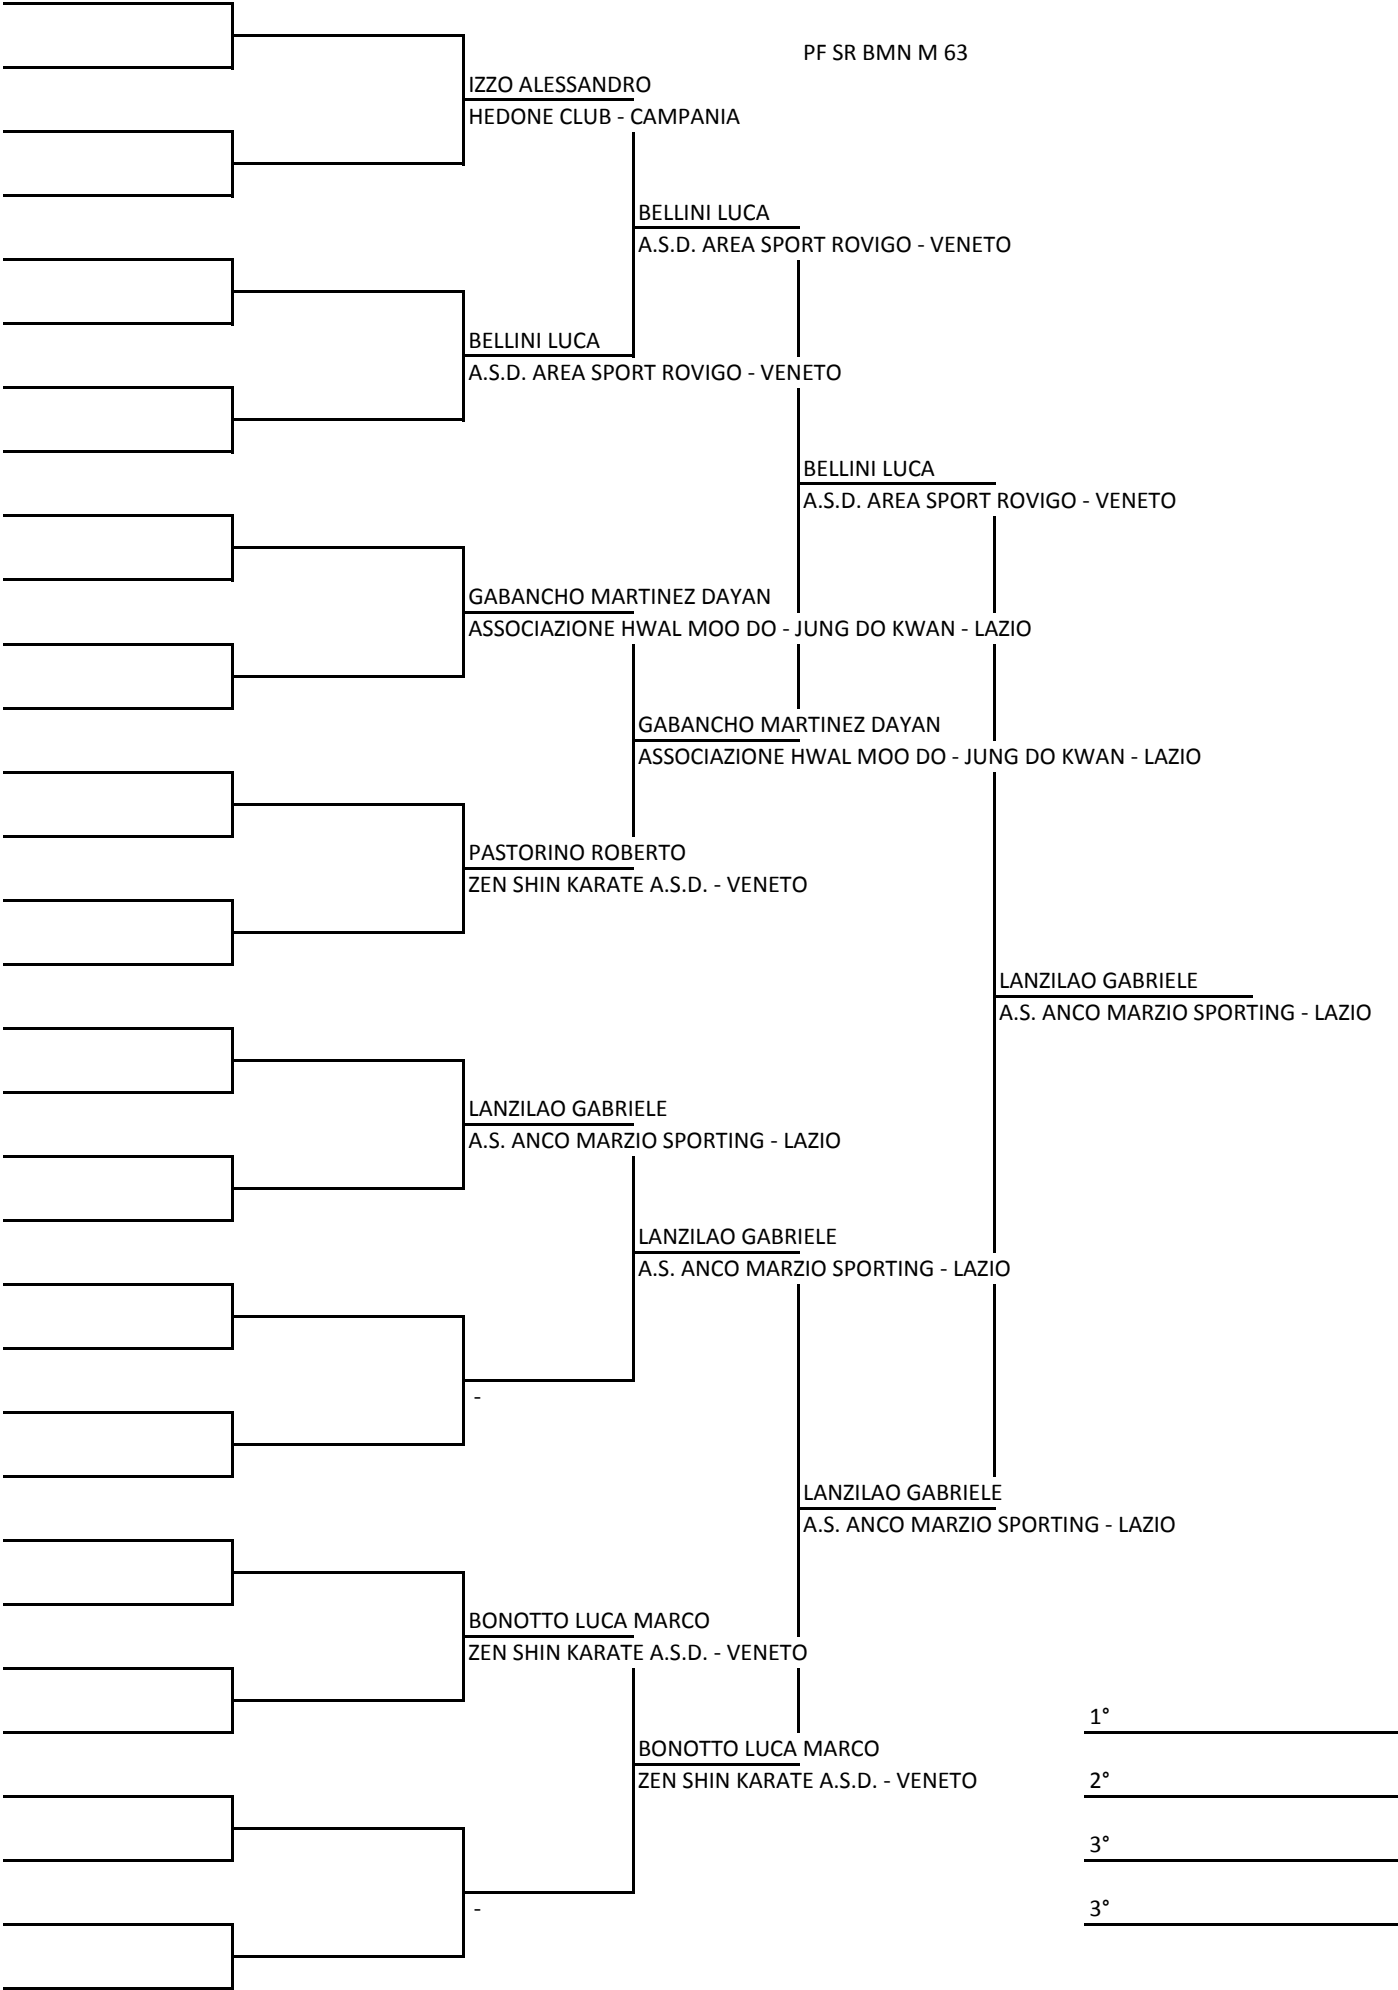 PF SR BMN M 63
IZZO ALESSANDRO
HEDONE CLUB - CAMPANIA
BELLINI LUCA
A.S.D. AREA SPORT ROVIGO - VENETO
BELLINI LUCA
A.S.D. AREA SPORT ROVIGO - VENETO
BELLINI LUCA
A.S.D. AREA SPORT ROVIGO - VENETO
GABANCHO MARTINEZ DAYAN
ASSOCIAZIONE HWAL MOO DO - JUNG DO KWAN - LAZIO
GABANCHO MARTINEZ DAYAN
ASSOCIAZIONE HWAL MOO DO - JUNG DO KWAN - LAZIO
PASTORINO ROBERTO
ZEN SHIN KARATE A.S.D. - VENETO
LANZILAO GABRIELE
A.S. ANCO MARZIO SPORTING - LAZIO
LANZILAO GABRIELE
A.S. ANCO MARZIO SPORTING - LAZIO
LANZILAO GABRIELE
A.S. ANCO MARZIO SPORTING - LAZIO
-
LANZILAO GABRIELE
A.S. ANCO MARZIO SPORTING - LAZIO
BONOTTO LUCA MARCO
ZEN SHIN KARATE A.S.D. - VENETO
1°
BONOTTO LUCA MARCO
ZEN SHIN KARATE A.S.D. - VENETO
2°
3°
-
3°